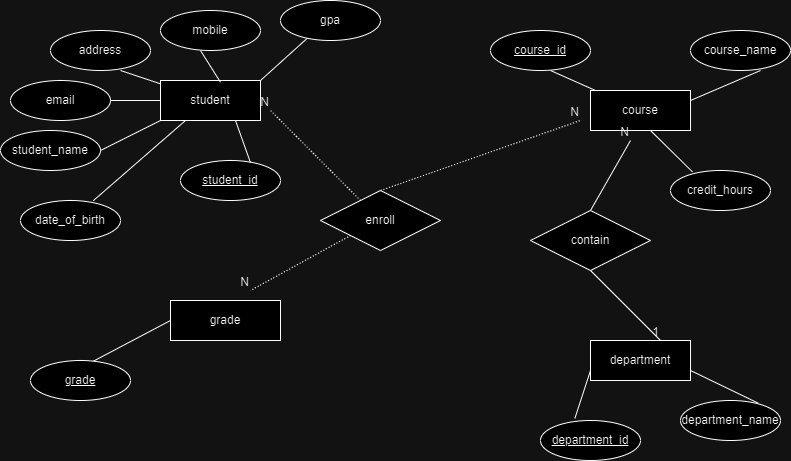 gpa
mobile
address
course_id
course_name
email
student
N
course
N
N
student_name
student_id
credit_hours
date_of_birth
enroll
contain
N
grade
1
department
grade
department_name
department_id